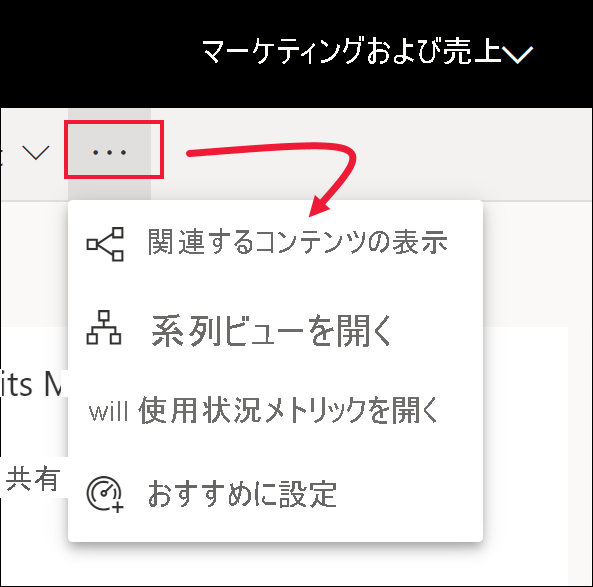 マーケティングおよび売上
...
関連するコンテンツの表示
系列ビューを開く
its M
will 使用状況メトリックを開く
共有
おすすめに設定